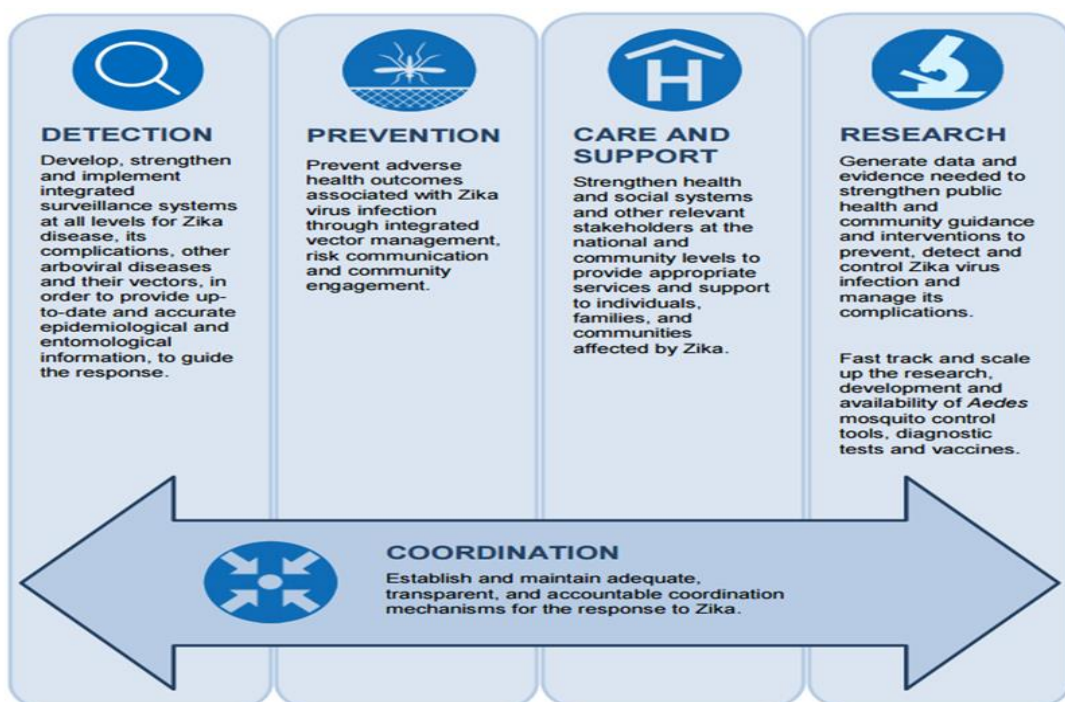 DETECTION
Develop, strengthen
and implement
integrated
surveillance systems
at all levels for Zika
disease, its
complications, other
arboviral diseases
and their vectors, in
order to provide up-
to-date and accurate
epidemiological and
entomological
information, to guide
the response.
PREVENTION
Prevent adverse
health outcomes
associated with Zika
virus infection
through integrated
vector management,
risk communication
and community
engagement.
H
CARE AND
SUPPORT
Strengthen health
and social systems
and other relevant
stakeholders at the
national and
community levels to
provide appropriate
services and support
to individuals,
families, and
communities
affected by Zika.
RESEARCH
Generate data and
evidence needed to
strengthen public
health and
community guidance
and interventions to
prevent, detect and
control Zika virus
infection and
manage its
complications.
Fast track and scale
up the research,
development and
availability of Aedes
mosquito control
tools, diagnostic
tests and vaccines.
COORDINATION
Establish and maintain adequate,
transparent, and accountable coordination
mechanisms for the response to Zika.